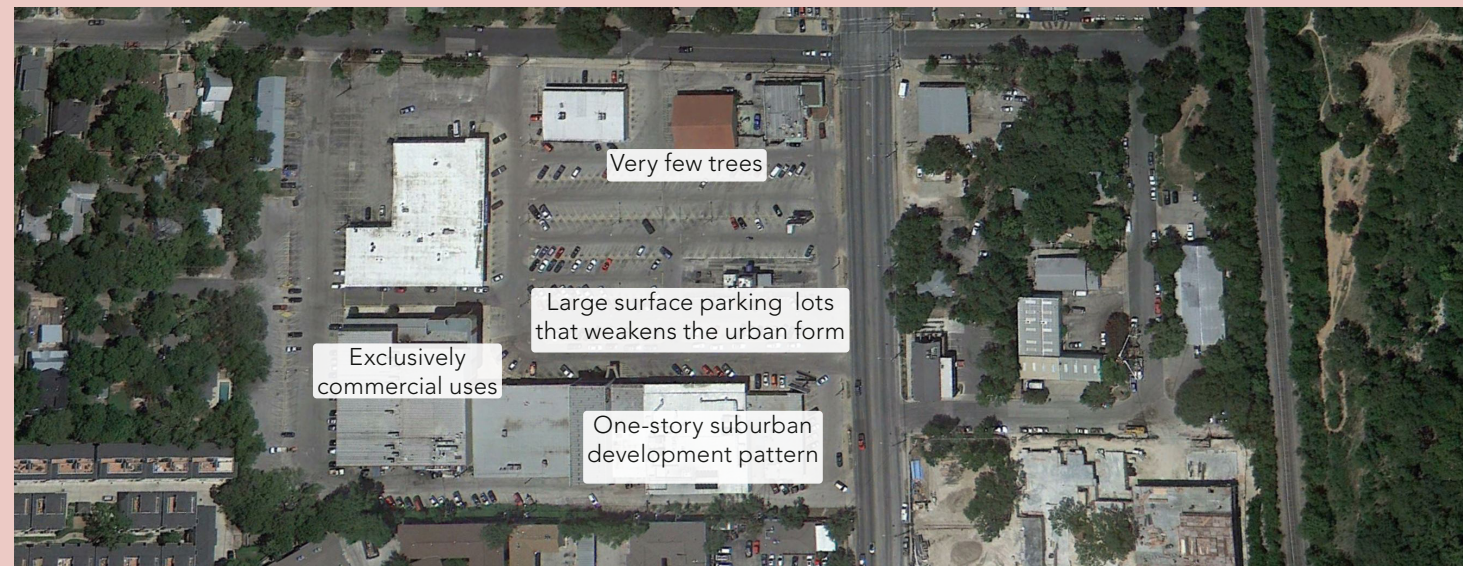 Very few trees
Large surface parking lots
that weakens the urban form
Exclusively
commercial uses
One-story suburban
development pattern